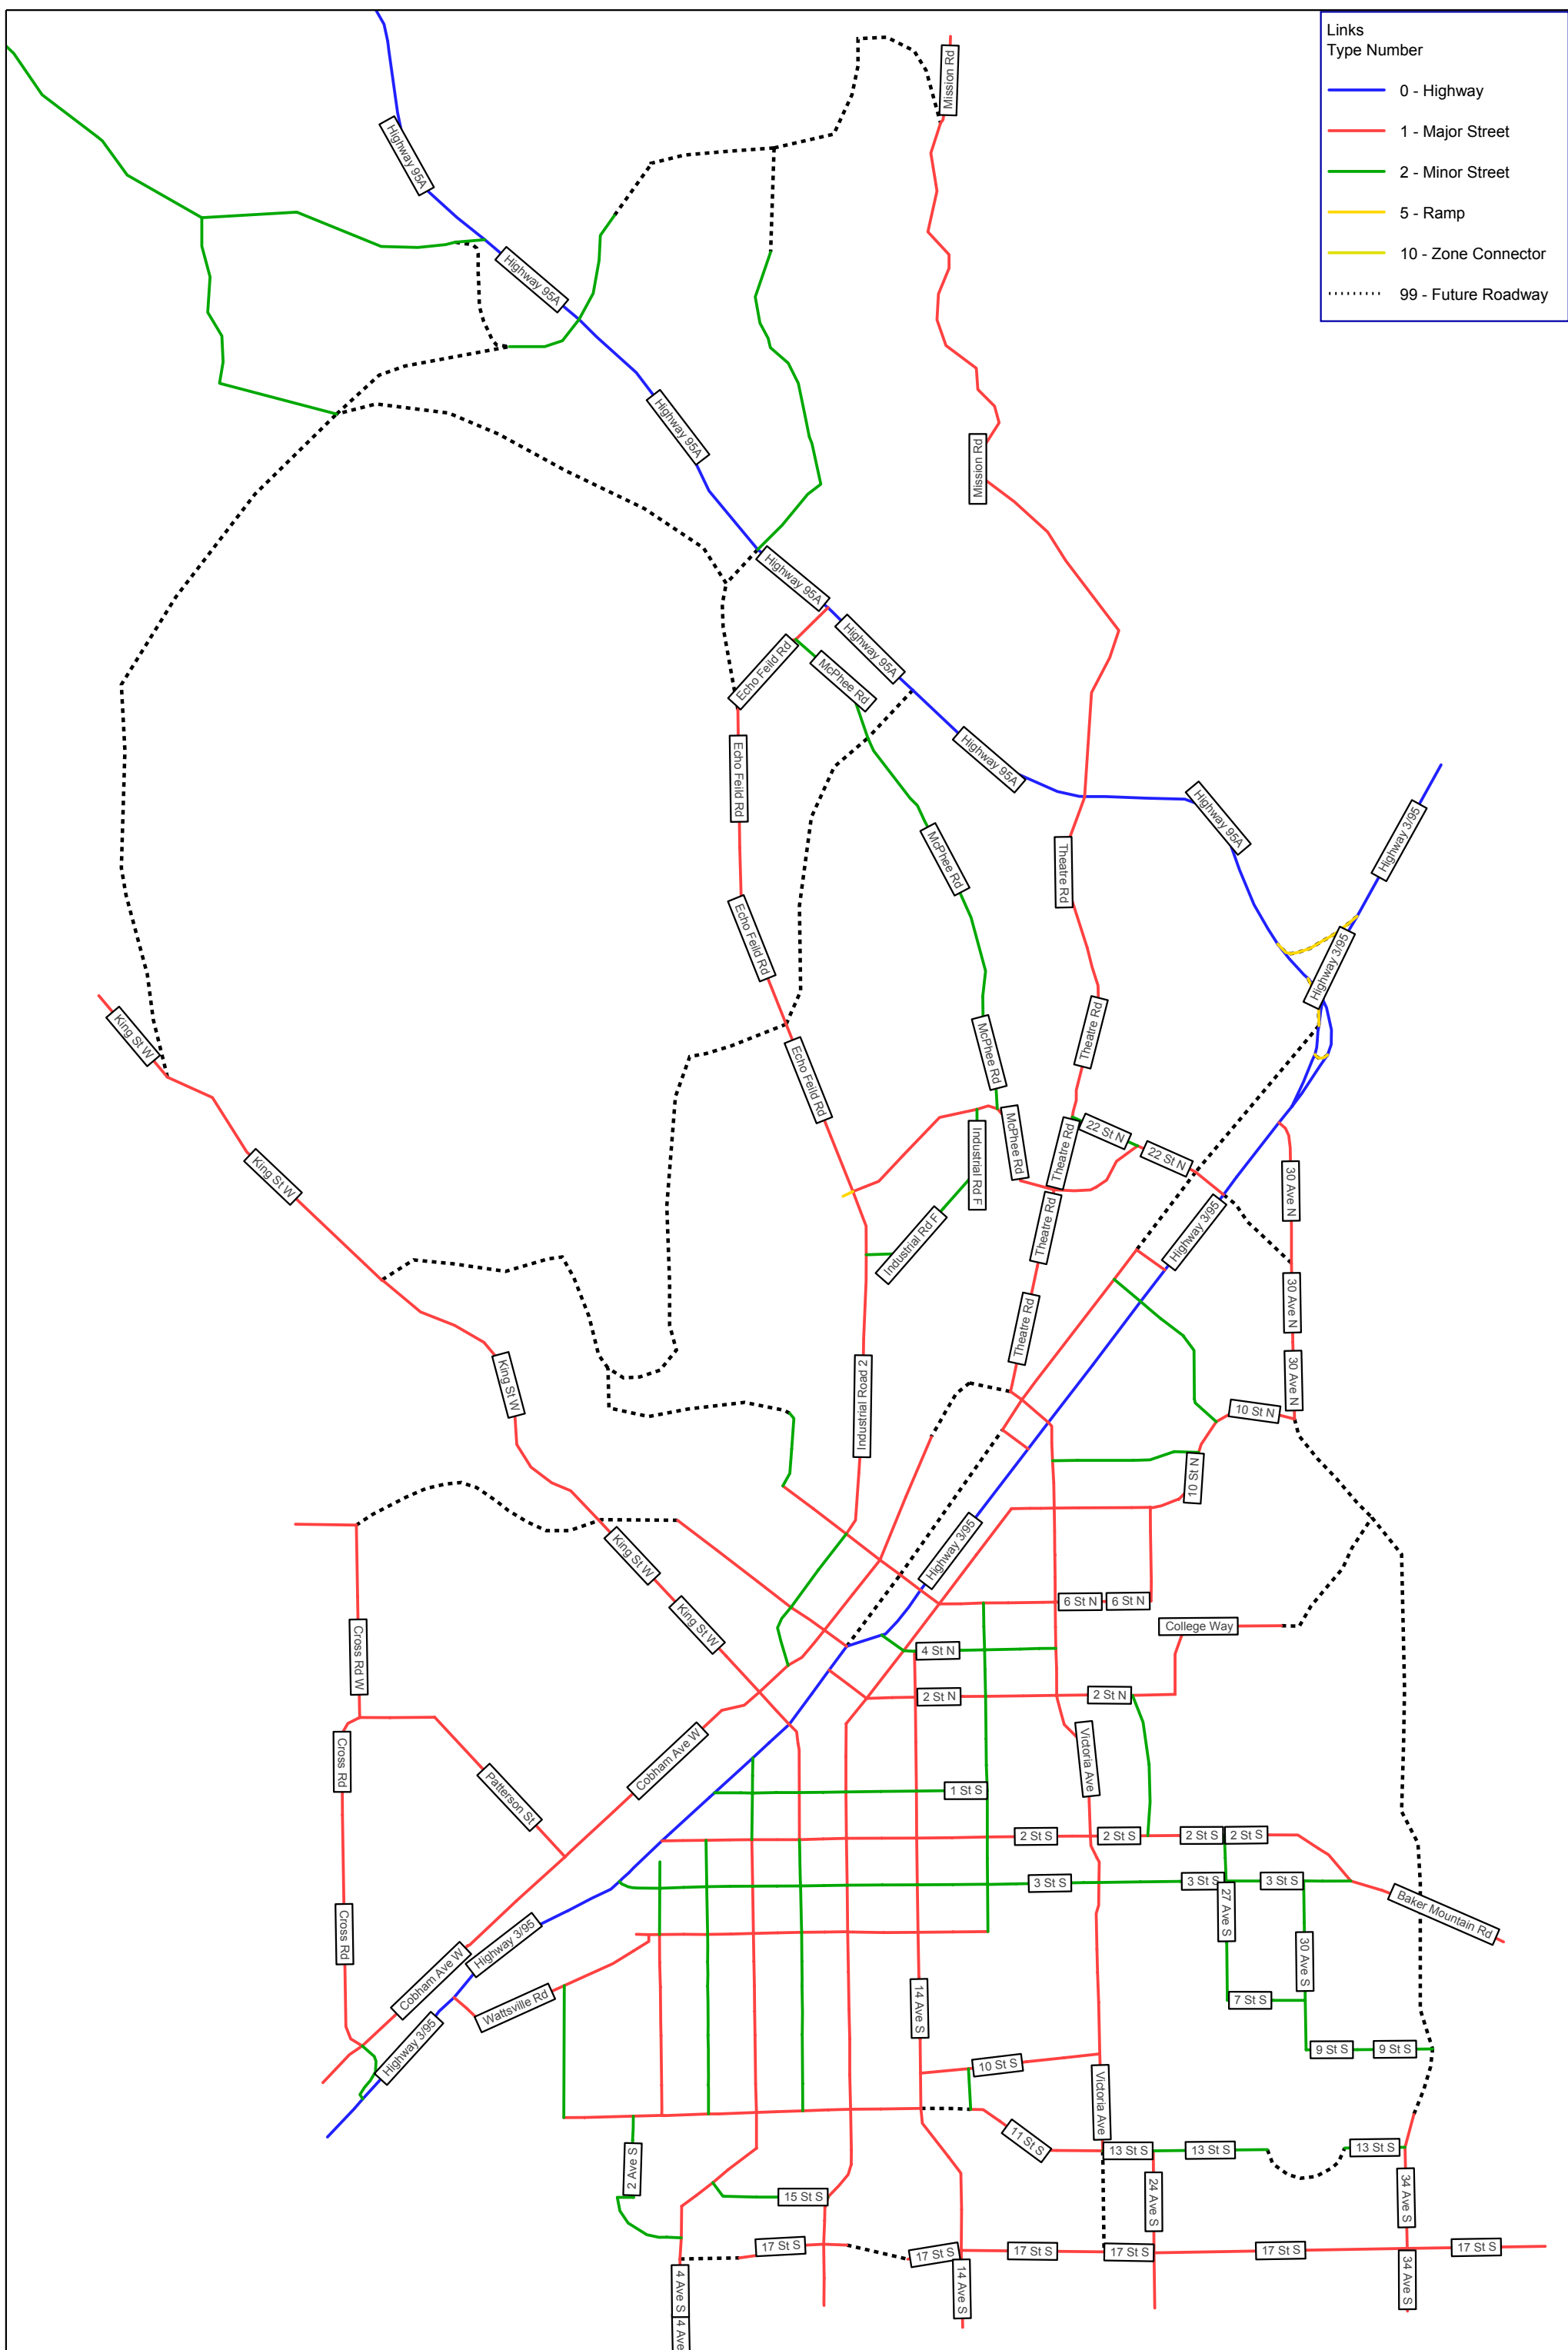 Links
Type Number
0 - Highway
1 - Major Street
2 - Minor Street
5 - Ramp
10 - Zone Connector
99 - Future Roadway
Mission Rd
Highway 95A
Highway 95A
Highway 95A
Mission Rd
Highway 95A
Highway 95A
Echo Feild Rd
McPhee Rd
Highway 95A
Echo Feild Rd
Highway 95A
Highway 3/95
McPhee Rd
Theatre Rd
Echo Feild Rd
Highway 3/95
King St W
Theatre Rd
McPhee Rd
Echo Feild Rd
22 St N
McPhee Rd
Theatre Rd
22 St N
Industrial Rd F
King St W
30 Ave N
Theatre Rd
Highway 3/95
Industrial Rd F
30 Ave N
Theatre Rd
King St W
30 Ave N
Industrial Road 2
10 St N
10 St N
Highway 3/95
King St W
6 St N
6 St N
King St W
College Way
Cross Rd W
4 St N
2 St N
2 St N
Cross Rd
Cobham Ave W
Victoria Ave
Patterson St
1 St S
2 St S
2 St S
2 St S
2 St S
3 St S
3 St S
3 St S
27 Ave S
Baker Mountain Rd
Cross Rd
Highway 3/95
30 Ave S
Cobham Ave W
Wattsville Rd
14 Ave S
7 St S
Highway 3/95
9 St S
9 St S
10 St S
Victoria Ave
11 St S
13 St S
13 St S
13 St S
2 Ave S
15 St S
24 Ave S
34 Ave S
17 St S
17 St S
17 St S
17 St S
17 St S
17 St S
4 Ave S
14 Ave S
34 Ave S
4 Ave